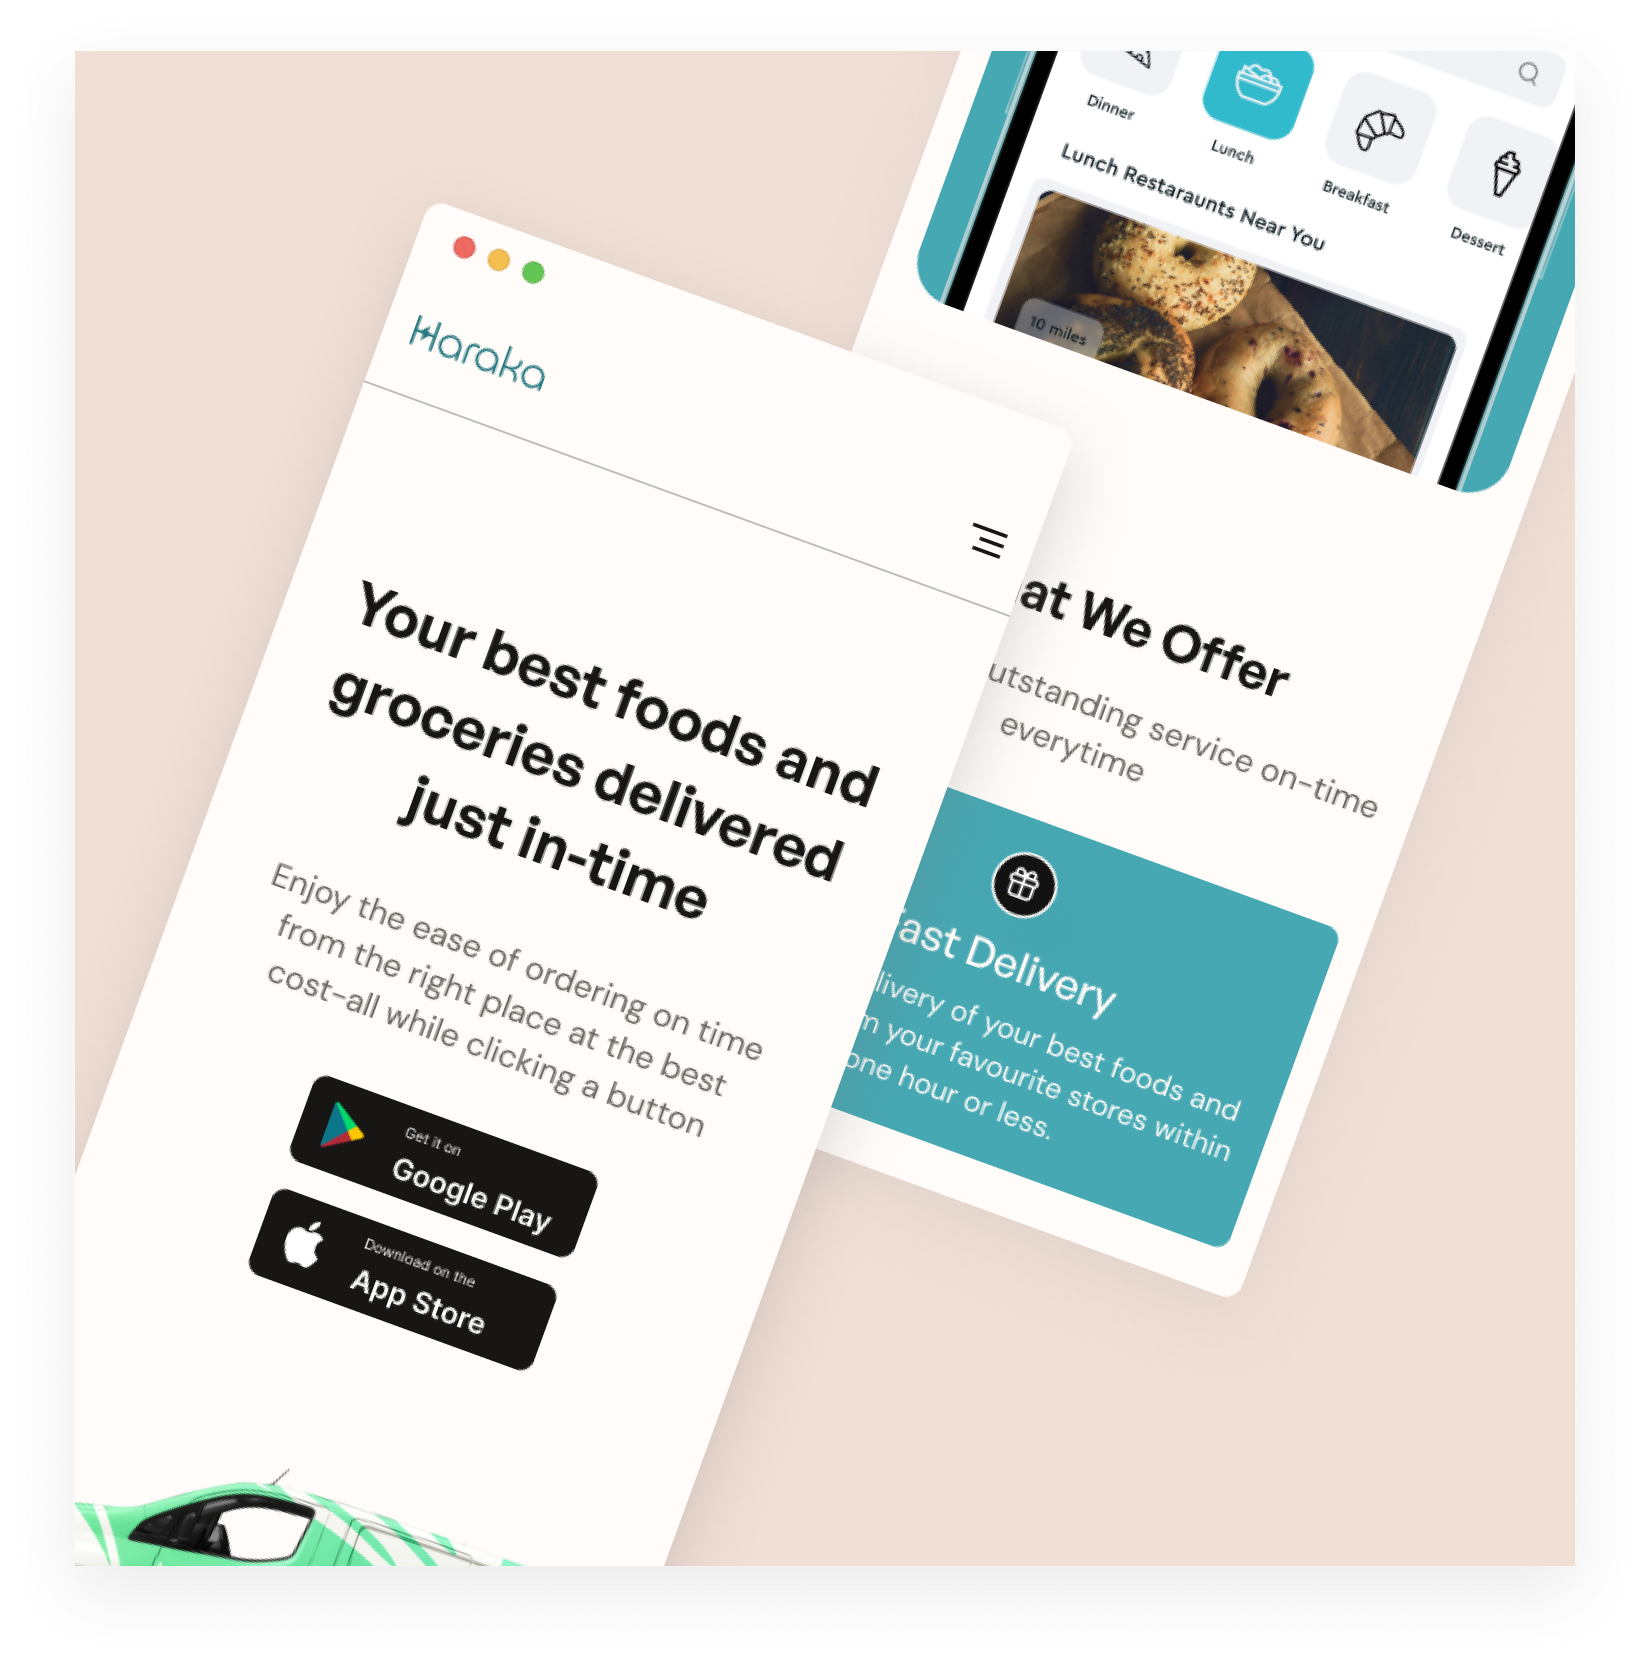 Haraka
Your best foods and
groceries delivered
just in-time
Enjoy the ease of ordering on time
from the right place at the best
cost-all while clicking a button
Get it on
Google Play
Download on the
App Store
Dinner
Lunch
Breakfast
Dessert
Lunch Restaraunts Near You
10 miles
at We Offer
utstanding service on-time
everytime
Fast Delivery
livery of your best foods and
m your favourite stores within
one hour or less.